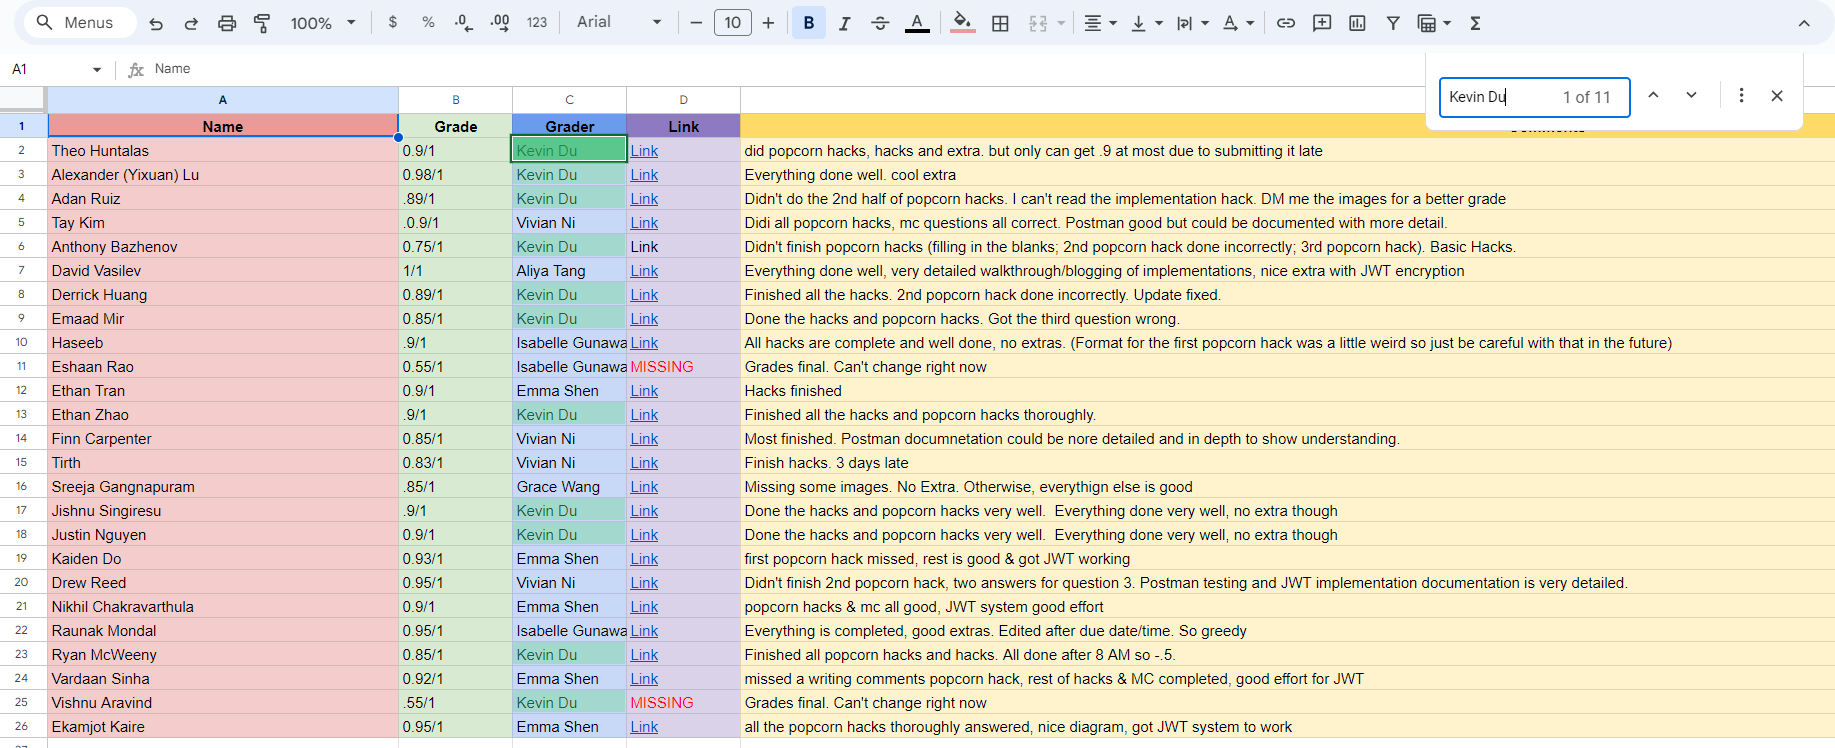 Menus 100% $ % .0 .00 123 Arial 10 B I A
A1 fx Name
Kevin Du 1 of 11
A B C D
1 Name Grade Grader Link
2 Theo Huntalas 0.9/1 Kevin Du Link did popcorn hacks, hacks and extra. but only can get .9 at most due to submitting it late
3 Alexander (Yixuan) Lu 0.98/1 Kevin Du Link Everything done well. cool extra
4 Adan Ruiz .89/1 Kevin Du Link Didn't do the 2nd half of popcorn hacks. I can't read the implementation hack. DM me the images for a better grade
5 Tay Kim .0.9/1 Vivian Ni Link Didi all popcorn hacks, mc questions all correct. Postman good but could be documented with more detail.
6 Anthony Bazhenov 0.75/1 Kevin Du Link Didn't finish popcorn hacks (filling in the blanks; 2nd popcorn hack done incorrectly; 3rd popcorn hack). Basic Hacks.
7 David Vasilev 1/1 Aliya Tang Link Everything done well, very detailed walkthrough/blogging of implementations, nice extra with JWT encryption
8 Derrick Huang 0.89/1 Kevin Du Link Finished all the hacks. 2nd popcorn hack done incorrectly. Update fixed.
9 Emaad Mir 0.85/1 Kevin Du Link Done the hacks and popcorn hacks. Got the third question wrong.
10 Haseeb .9/1 Isabelle Gunawa Link All hacks are complete and well done, no extras. (Format for the first popcorn hack was a little weird so just be careful with that in the future)
11 Eshaan Rao 0.55/1 Isabelle Gunawa MISSING Grades final. Can't change right now
12 Ethan Tran 0.9/1 Emma Shen Link Hacks finished
13 Ethan Zhao .9/1 Kevin Du Link Finished all the hacks and popcorn hacks thoroughly.
14 Finn Carpenter 0.85/1 Vivian Ni Link Most finished. Postman documnetation could be nore detailed and in depth to show understanding.
15 Tirth 0.83/1 Vivian Ni Link Finish hacks. 3 days late
16 Sreeja Gangnapuram .85/1 Grace Wang Link Missing some images. No Extra. Otherwise, everythign else is good
17 Jishnu Singiresu .9/1 Kevin Du Link Done the hacks and popcorn hacks very well. Everything done very well, no extra though
18 Justin Nguyen 0.9/1 Kevin Du Link Done the hacks and popcorn hacks very well. Everything done very well, no extra though
19 Kaiden Do 0.93/1 Emma Shen Link first popcorn hack missed, rest is good & got JWT working
20 Drew Reed 0.95/1 Vivian Ni Link Didn't finish 2nd popcorn hack, two answers for question 3. Postman testing and JWT implementation documentation is very detailed.
21 Nikhil Chakravarthula 0.9/1 Emma Shen Link popcorn hacks & mc all good, JWT system good effort
22 Raunak Mondal 0.95/1 Isabelle Gunawa Link Everything is completed, good extras. Edited after due date/time. So greedy
23 Ryan McWeeny 0.85/1 Kevin Du Link Finished all popcorn hacks and hacks. All done after 8 AM so -.5.
24 Vardaan Sinha 0.92/1 Emma Shen Link missed a writing comments popcorn hack, rest of hacks & MC completed, good effort for JWT
25 Vishnu Aravind .55/1 Kevin Du MISSING Grades final. Can't change right now
26 Ekamjot Kaire 0.95/1 Emma Shen Link all the popcorn hacks thoroughly answered, nice diagram, got JWT system to work